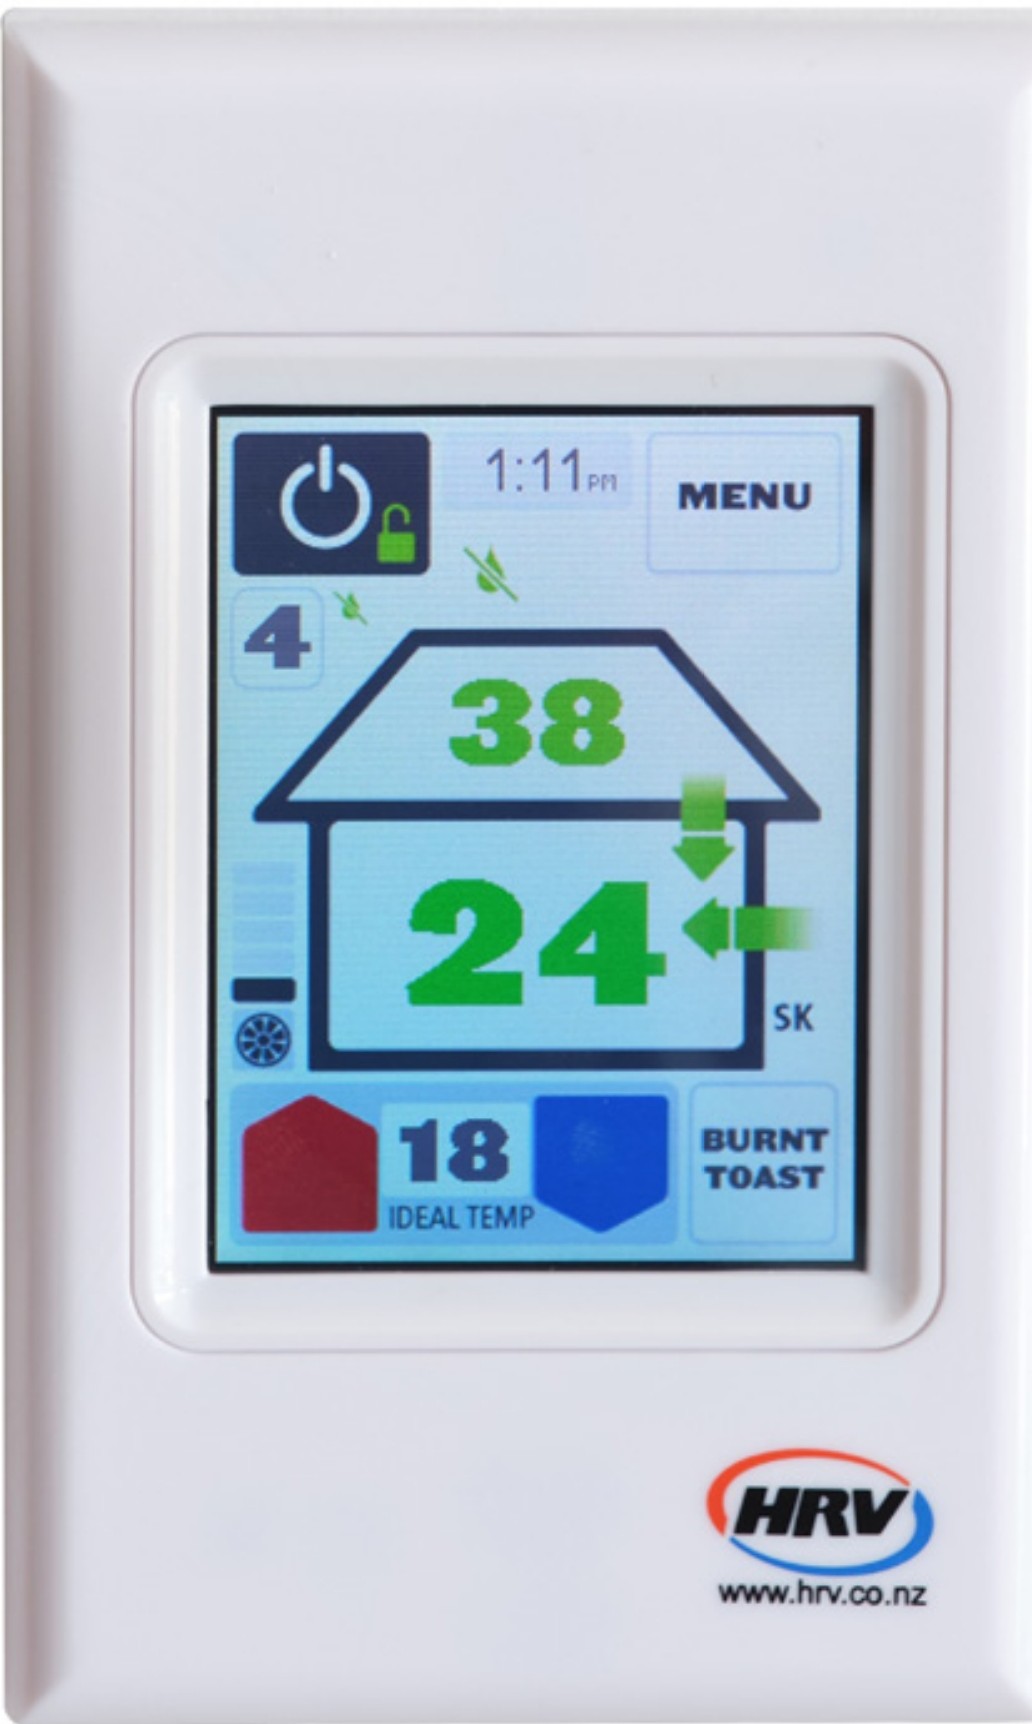 1:11PM
MENU
4
38
24
SK
18
IDEAL TEMP
BURNT
TOAST
HRV
www.hrv.co.nz